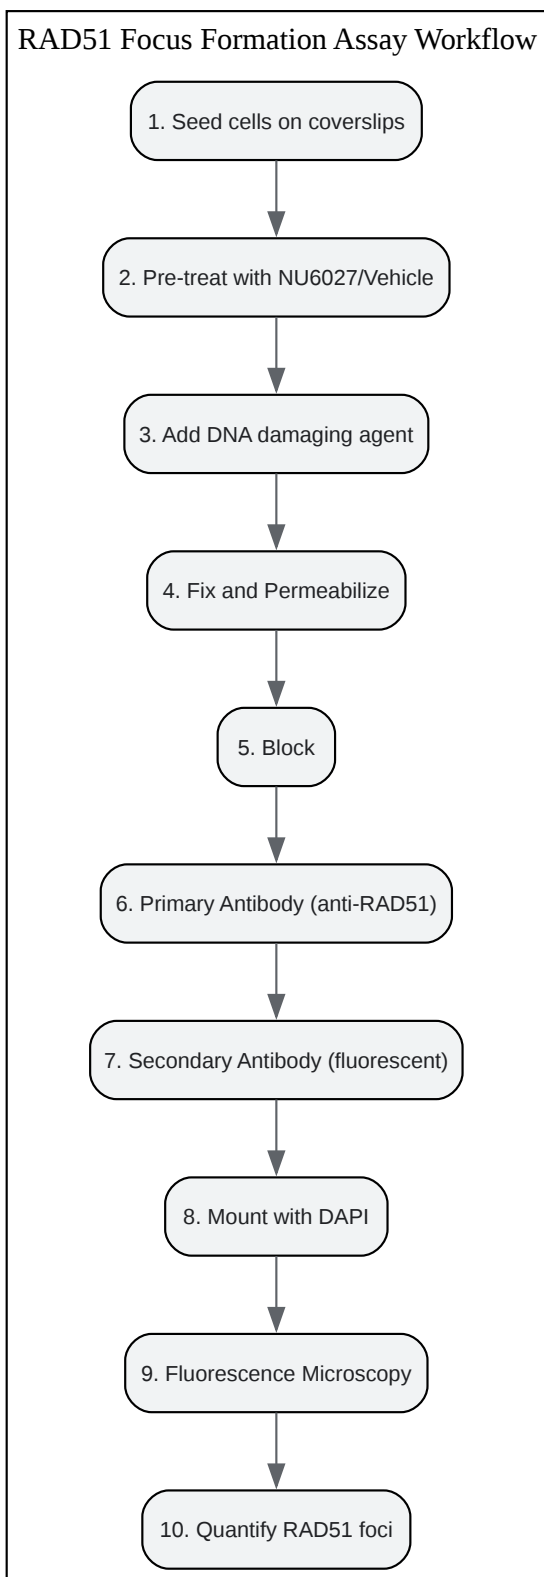 RAD51 Focus Formation Assay Workflow
1. Seed cells on coverslips
2. Pre-treat with NU6027/Vehicle
3. Add DNA damaging agent
4. Fix and Permeabilize
5. Block
6. Primary Antibody (anti-RAD51)
7. Secondary Antibody (fluorescent)
8. Mount with DAPI
9. Fluorescence Microscopy
10. Quantify RAD51 foci